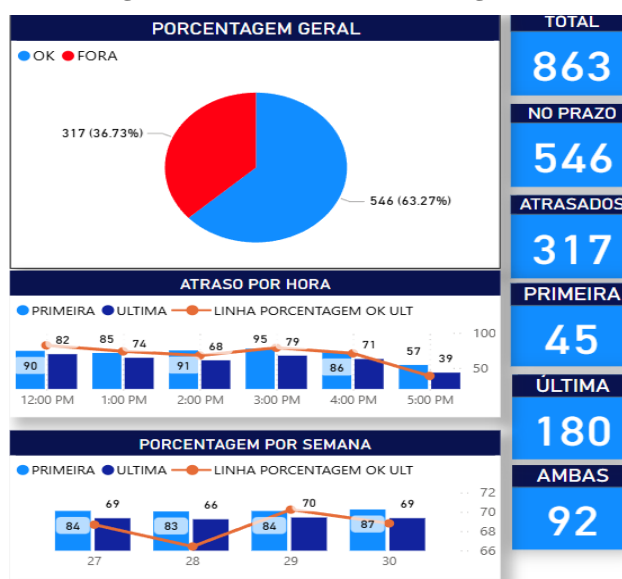 PORCENTAGEM GERAL
OK FORA
317 (36.73%)
546 (63.27%)
TOTAL
863
NO PRAZO
546
ATRASADOS
317
PRIMEIRA
45
ÚLTIMA
180
AMBAS
92
ATRASO POR HORA
PRIMEIRA ULTIMA LINHA PORCENTAGEM OK ULT
82 85 74 68 95 79 71 57 39 100
90 91 86 50
12:00 PM 1:00 PM 2:00 PM 3:00 PM 4:00 PM 5:00 PM
PORCENTAGEM POR SEMANA
PRIMEIRA ULTIMA LINHA PORCENTAGEM OK ULT
69 66 70 69 72
70
84 83 84 87 68
66
27 28 29 30